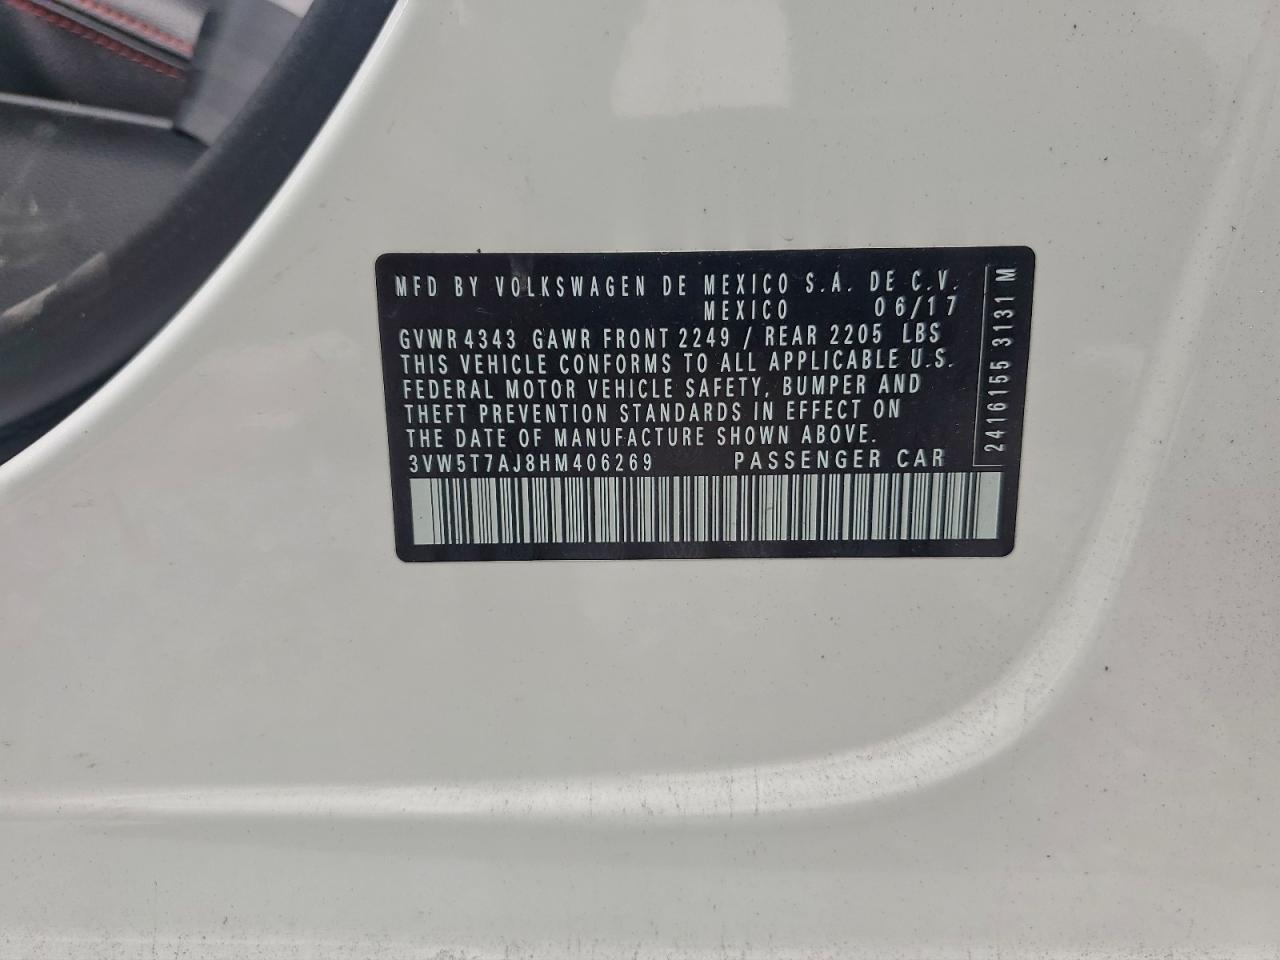 MFD BY VOLKSWAGEN DE MEXICO S.A. DE C.V.
MEXICO 06/17
GVWR 4343 GAWR FRONT 2249 / REAR 2205 LBS
THIS VEHICLE CONFORMS TO ALL APPLICABLE U.S.
FEDERAL MOTOR VEHICLE SAFETY, BUMPER AND
THEFT PREVENTION STANDARDS IN EFFECT ON
THE DATE OF MANUFACTURE SHOWN ABOVE.
3VW5T7AJ8HM406269 PASSENGER CAR
2416155 3131 M